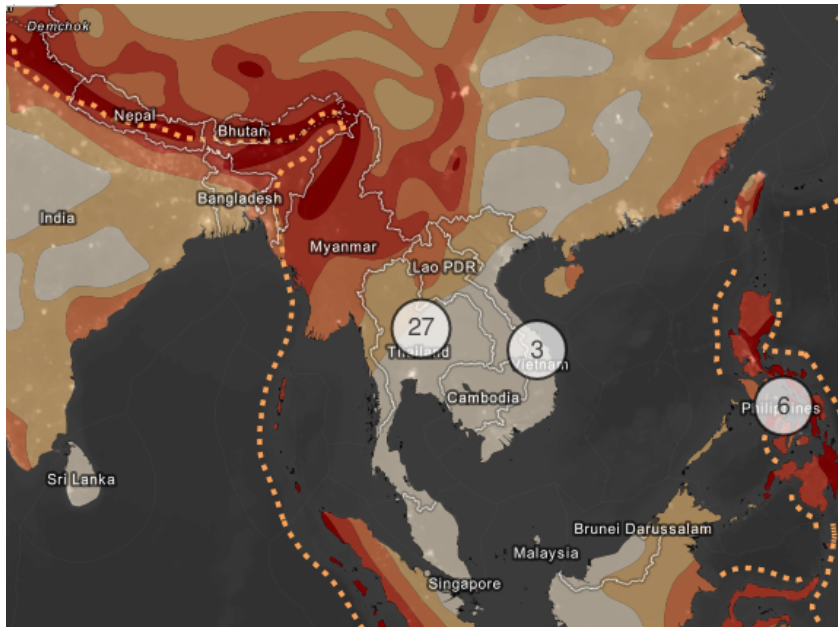 Demchok
Nepal
Bhutan
Bangladesh
India
Myanmar
Lao PDR
27
Thailand
3
Vietnam
Cambodia
6
Philippines
Sri Lanka
Brunei Darussalam
Malaysia
Singapore